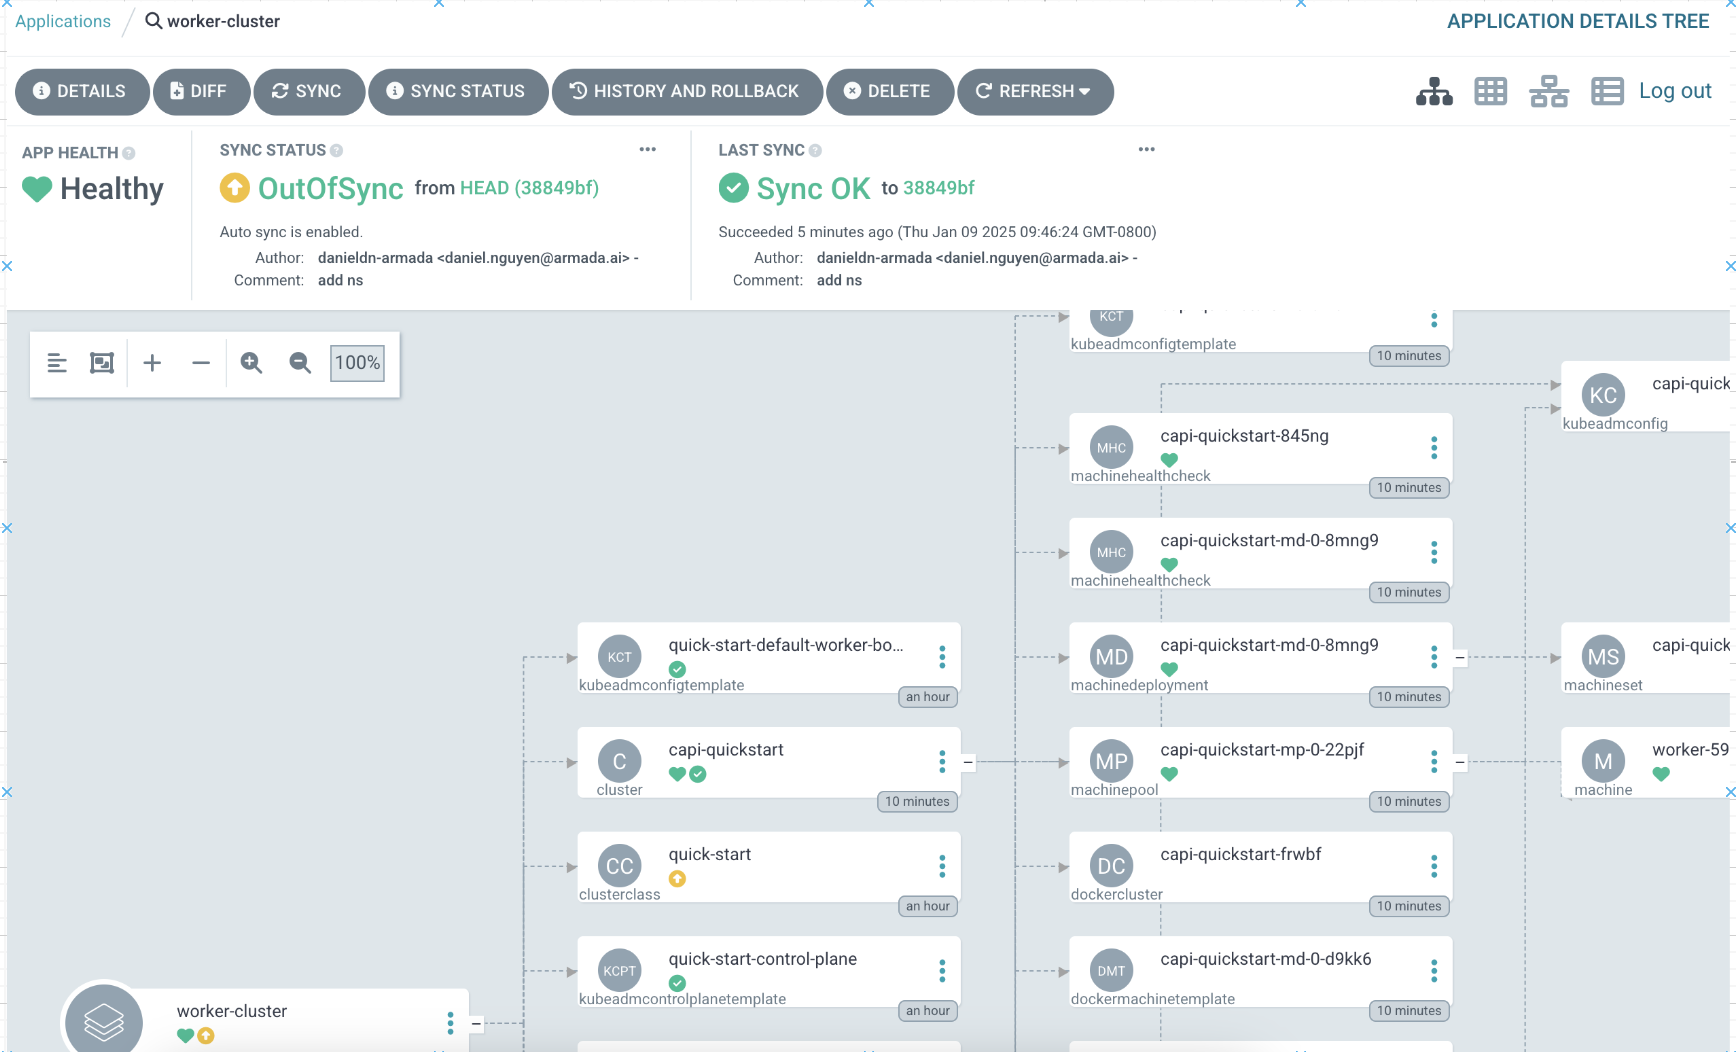 Applications
worker-cluster
APPLICATION DETAILS TREE
DETAILS
DIFF
SYNC
SYNC STATUS
HISTORY AND ROLLBACK
DELETE
REFRESH
Log out
APP HEALTH
Healthy
SYNC STATUS
OutOfSync from HEAD (38849bf)
Auto sync is enabled.
Author: danieldn-armada <daniel.nguyen@armada.ai> -
Comment: add ns
LAST SYNC
Sync OK to 38849bf
Succeeded 5 minutes ago (Thu Jan 09 2025 09:46:24 GMT-0800)
Author: danieldn-armada <daniel.nguyen@armada.ai> -
Comment: add ns
100%
worker-cluster
KCT
quick-start-default-worker-bo...
kubeadmconfigtemplate
an hour
C
capi-quickstart
cluster
10 minutes
CC
quick-start
clusterclass
an hour
KCPT
quick-start-control-plane
kubeadmcontrolplanetemplate
an hour
KCT
kubeadmconfigtemplate
10 minutes
MHC
capi-quickstart-845ng
machinehealthcheck
10 minutes
MHC
capi-quickstart-md-0-8mng9
machinehealthcheck
10 minutes
MD
capi-quickstart-md-0-8mng9
machinedeployment
10 minutes
MP
capi-quickstart-mp-0-22pjf
machinepool
10 minutes
DC
capi-quickstart-frwbf
dockercluster
10 minutes
DMT
capi-quickstart-md-0-d9kk6
dockermachinetemplate
10 minutes
KC
capi-quick
kubeadmconfig
MS
capi-quick
machineset
M
worker-59
machine